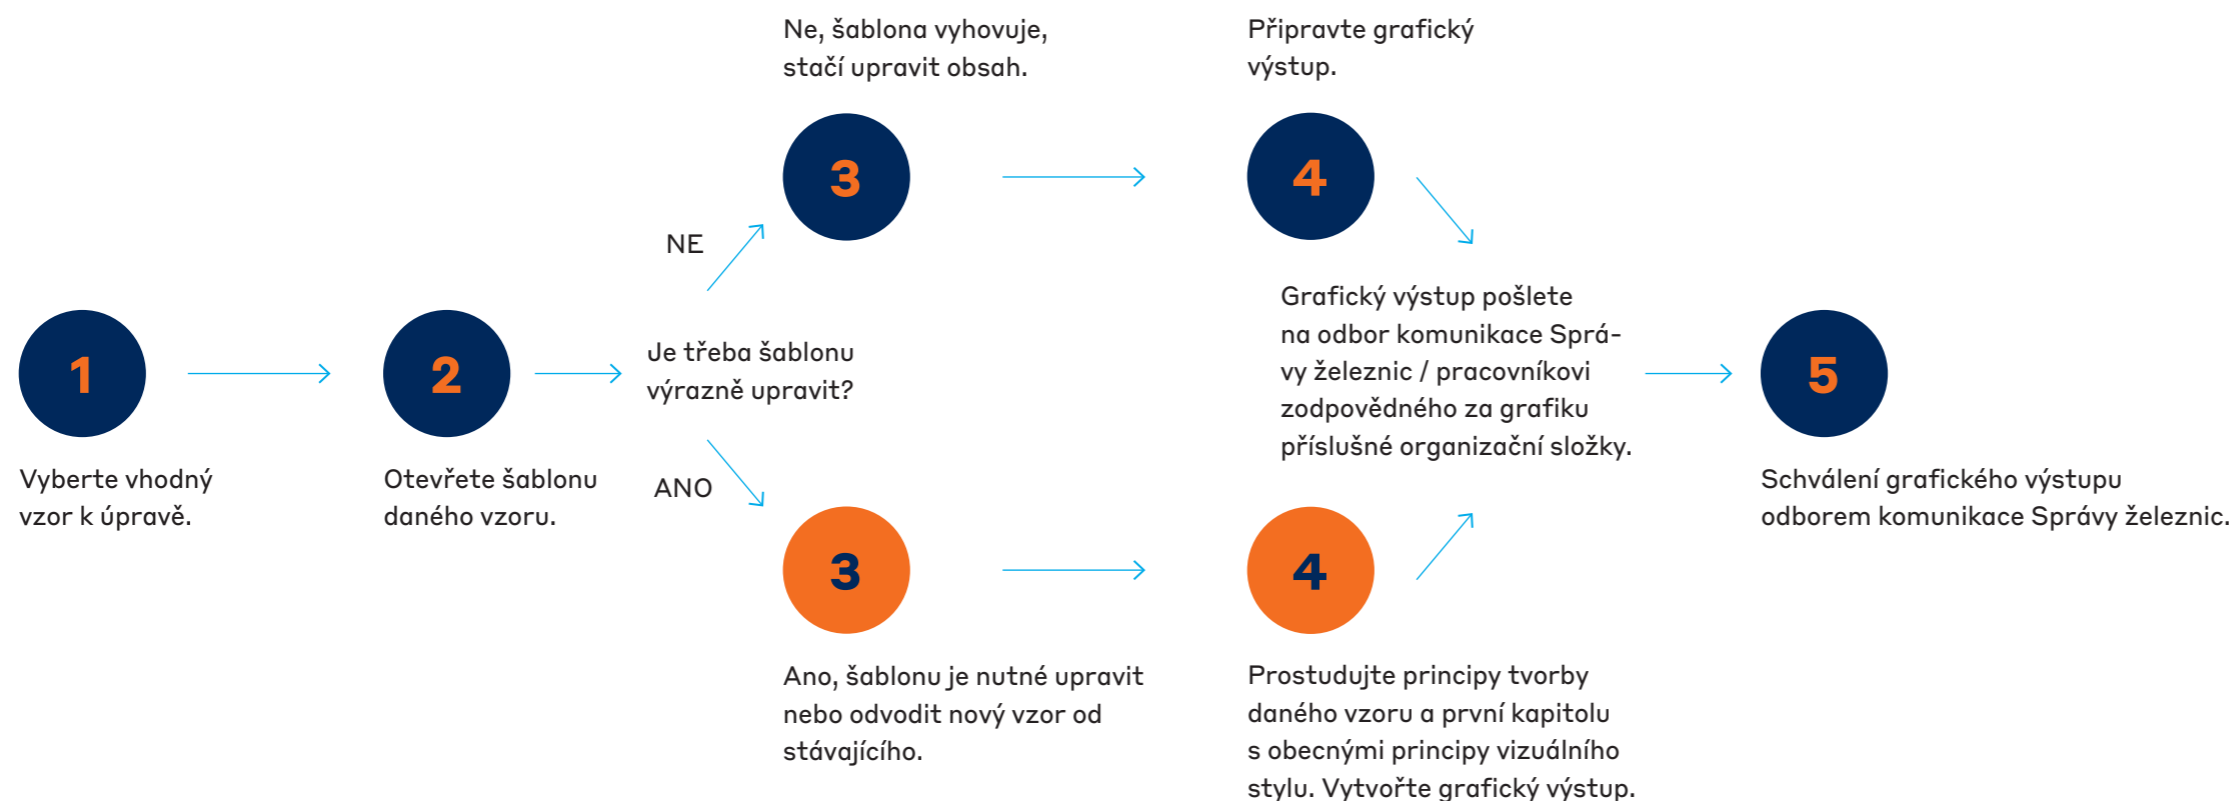 1
Vyberte vhodný
vzor k úpravě.
2
Otevřete šablonu
daného vzoru.
Je třeba šablonu
výrazně upravit?
NE
Ne, šablona vyhovuje,
stačí upravit obsah.
3
Připravte grafický
výstup.
4
ANO
3
Ano, šablonu je nutné upravit
nebo odvodit nový vzor od
stávajícího.
4
Prostudujte principy tvorby
daného vzoru a první kapitolu
s obecnými principy vizuálního
stylu. Vytvořte grafický výstup.
Grafický výstup pošlete
na odbor komunikace Sprá-
vy železnic / pracovníkovi
zodpovědného za grafiku
příslušné organizační složky.
5
Schválení grafického výstupu
odborem komunikace Správy železnic.